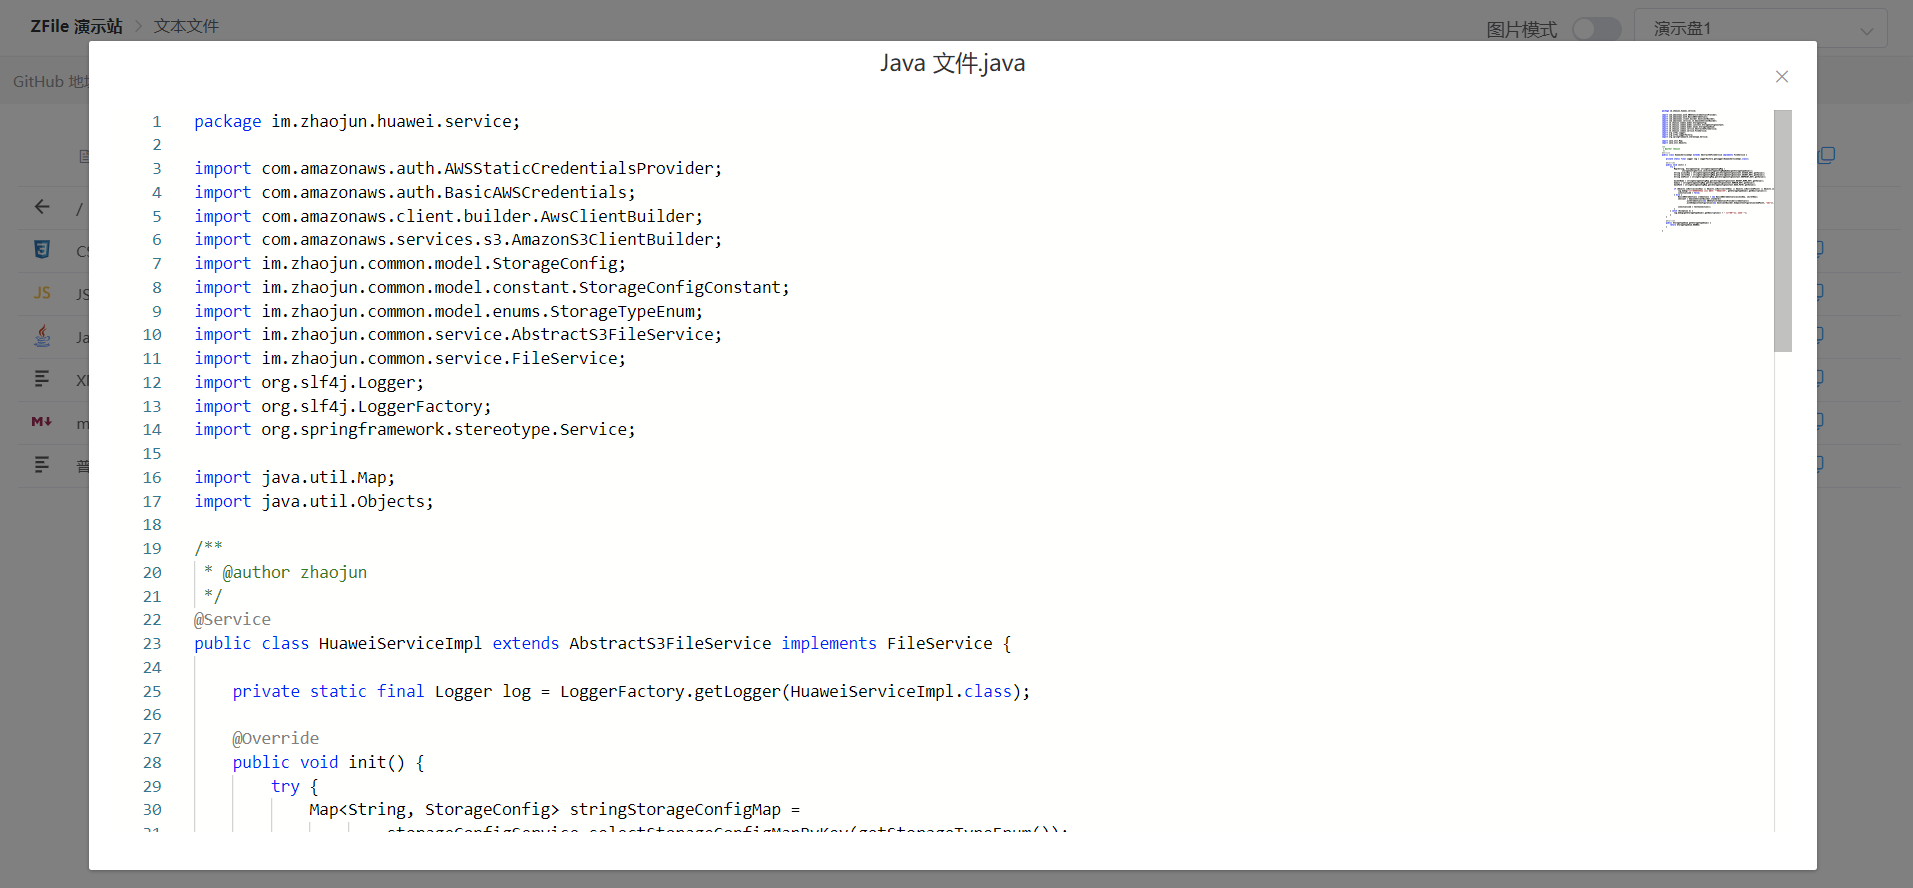 ZFile 演示站 > 文本文件
图片模式
演示盘1
GitHub
Java 文件.java
/
JS
1 package im.zhaojun.huawei.service;
2
3 import com.amazonaws.auth.AWSStaticCredentialsProvider;
4 import com.amazonaws.auth.BasicAWSCredentials;
5 import com.amazonaws.client.builder.AwsClientBuilder;
6 import com.amazonaws.services.s3.AmazonS3ClientBuilder;
7 import im.zhaojun.common.model.StorageConfig;
8 import im.zhaojun.common.model.constant.StorageConfigConstant;
9 import im.zhaojun.common.model.enums.StorageTypeEnum;
10 import im.zhaojun.common.service.AbstractS3FileService;
11 import im.zhaojun.common.service.FileService;
12 import org.slf4j.Logger;
13 import org.slf4j.LoggerFactory;
14 import org.springframework.stereotype.Service;
15
16 import java.util.Map;
17 import java.util.Objects;
18
19 /**
20 * @author zhaojun
21 */
22 @Service
23 public class HuaweiServiceImpl extends AbstractS3FileService implements FileService {
24
25 private static final Logger log = LoggerFactory.getLogger(HuaweiServiceImpl.class);
26
27 @Override
28 public void init() {
29 try {
30 Map<String, StorageConfig> stringStorageConfigMap =
31 storageConfigService.selectStorageConfigMapByKey(getStorageTypeEnum());